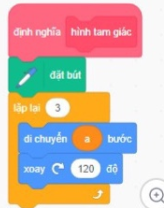 định nghĩa hình tam giác
đặt bút
lặp lại 3
di chuyển a bước
xoay 120 độ